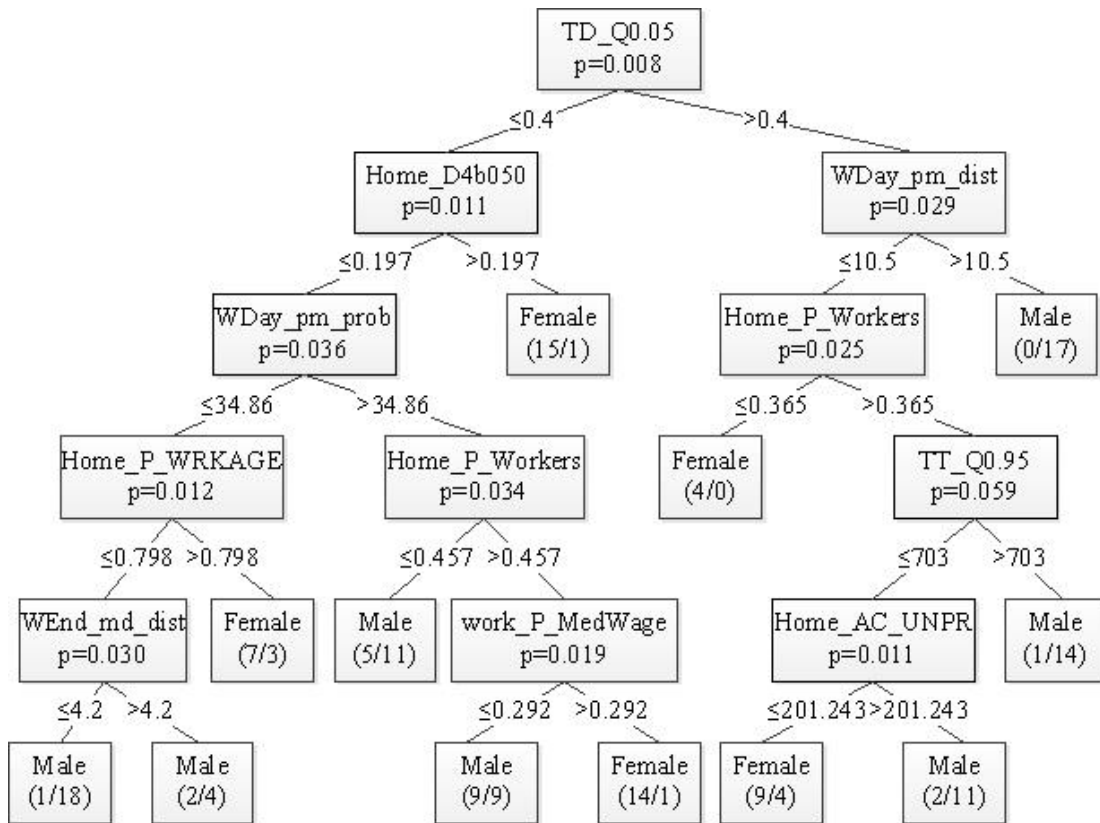 TD_Q0.05
p=0.008
≤0.4
>0.4
Home_D4b050
p=0.011
WDay_pm_dist
p=0.029
≤0.197
>0.197
≤10.5
>10.5
WDay_pm_prob
p=0.036
Female
(15/1)
Home_P_Workers
p=0.025
Male
(0/17)
≤34.86
>34.86
≤0.365
>0.365
Home_P_WRKAGE
p=0.012
Home_P_Workers
p=0.034
Female
(4/0)
TT_Q0.95
p=0.059
≤0.798
>0.798
≤0.457
>0.457
≤703
>703
WEnd_md_dist
p=0.030
Female
(7/3)
Male
(5/11)
work_P_MedWage
p=0.019
Home_AC_UNPR
p=0.011
Male
(1/14)
≤4.2
>4.2
≤0.292
>0.292
≤201.243
>201.243
Male
(1/18)
Male
(2/4)
Male
(9/9)
Female
(14/1)
Female
(9/4)
Male
(2/11)